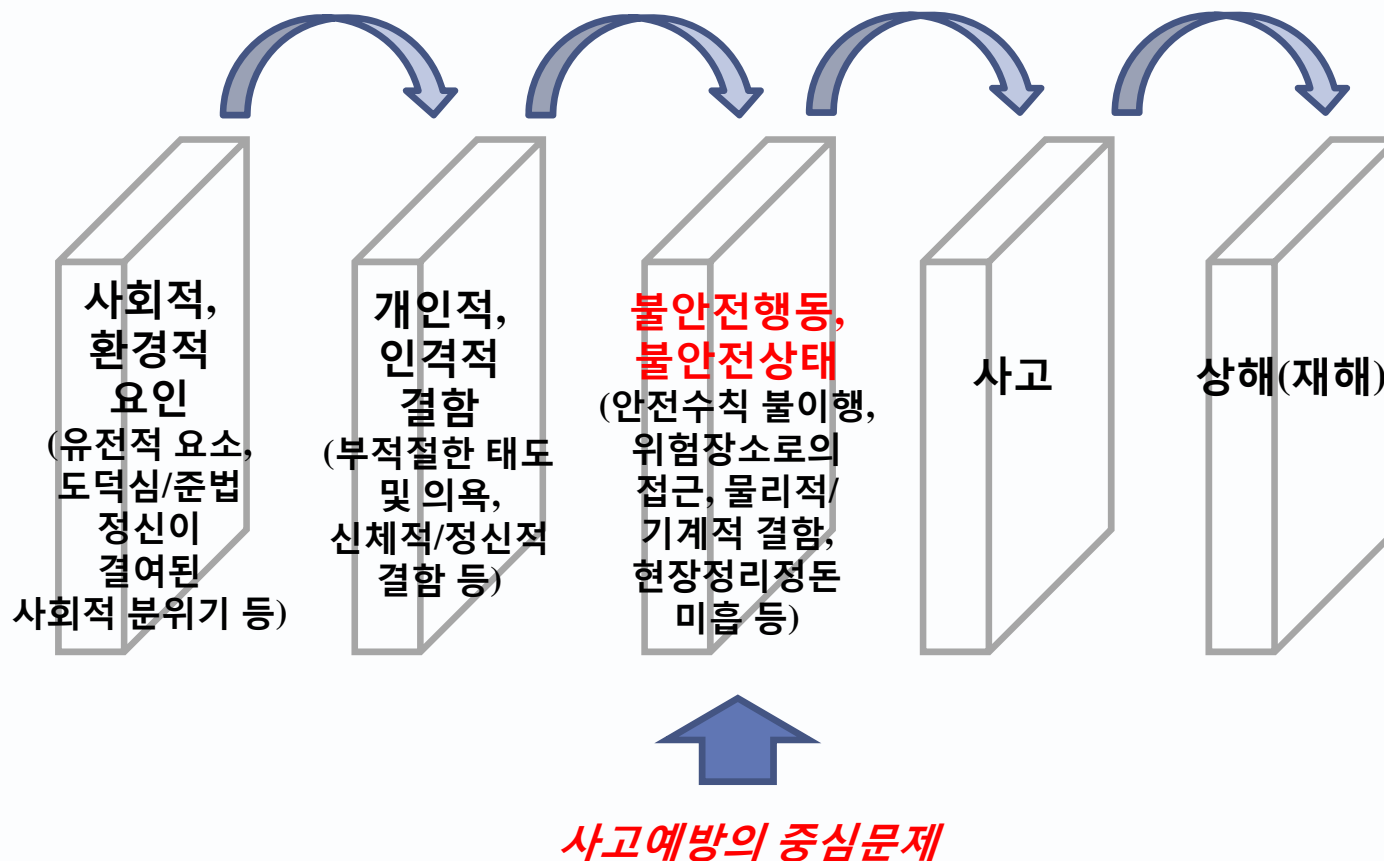 사회적,
환경적
요인
(유전적 요소,
도덕심/준법
정신이
결여된
사회적 분위기 등)
개인적,
인격적
결함
(부적절한 태도
및 의욕,
신체적/정신적
결함 등)
불안전행동,
불안전상태
(안전수칙 불이행,
위험장소로의
접근, 물리적/
기계적 결함,
현장정리정돈
미흡 등)
사고
상해(재해)
사고예방의 중심문제